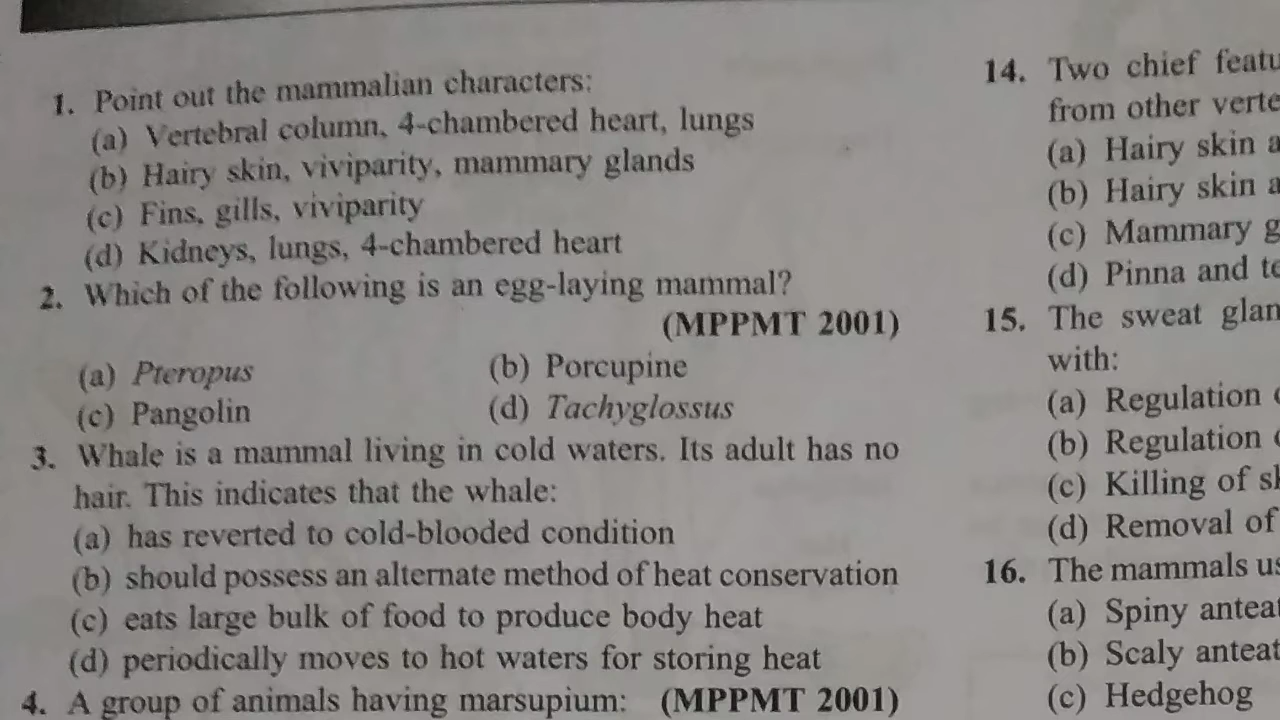 1. Point out the mammalian characters:
(a) Vertebral column, 4-chambered heart, lungs
(b) Hairy skin, viviparity, mammary glands
(c) Fins, gills, viviparity
(d) Kidneys, lungs, 4-chambered heart
2. Which of the following is an egg-laying mammal?
(MPPMT 2001)
(a) Pteropus (b) Porcupine
(c) Pangolin (d) Tachyglossus
3. Whale is a mammal living in cold waters. Its adult has no
hair. This indicates that the whale:
(a) has reverted to cold-blooded condition
(b) should possess an alternate method of heat conservation
(c) eats large bulk of food to produce body heat
(d) periodically moves to hot waters for storing heat
4. A group of animals having marsupium: (MPPMT 2001)
14. Two chief
from other
(a) Hairy skin
(b) Hairy skin
(c) Mammary
(d) Pinna and
15. The sweat
with:
(a) Regulation
(b) Regulation
(c) Killing of
(d) Removal of
16. The mammals
(a) Spiny
(b) Scaly
(c) Hedgehog